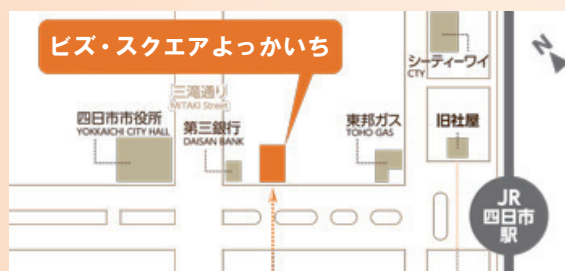 ビズ・スクエアよっかいち
シーティーワイ
CTY
N
三滝通り
MITAKI Street
四日市市役所
YOKKAICHI CITY HALL
第三銀行
DAISAN BANK
東邦ガス
TOHO GAS
旧社屋
JR
四日市
駅